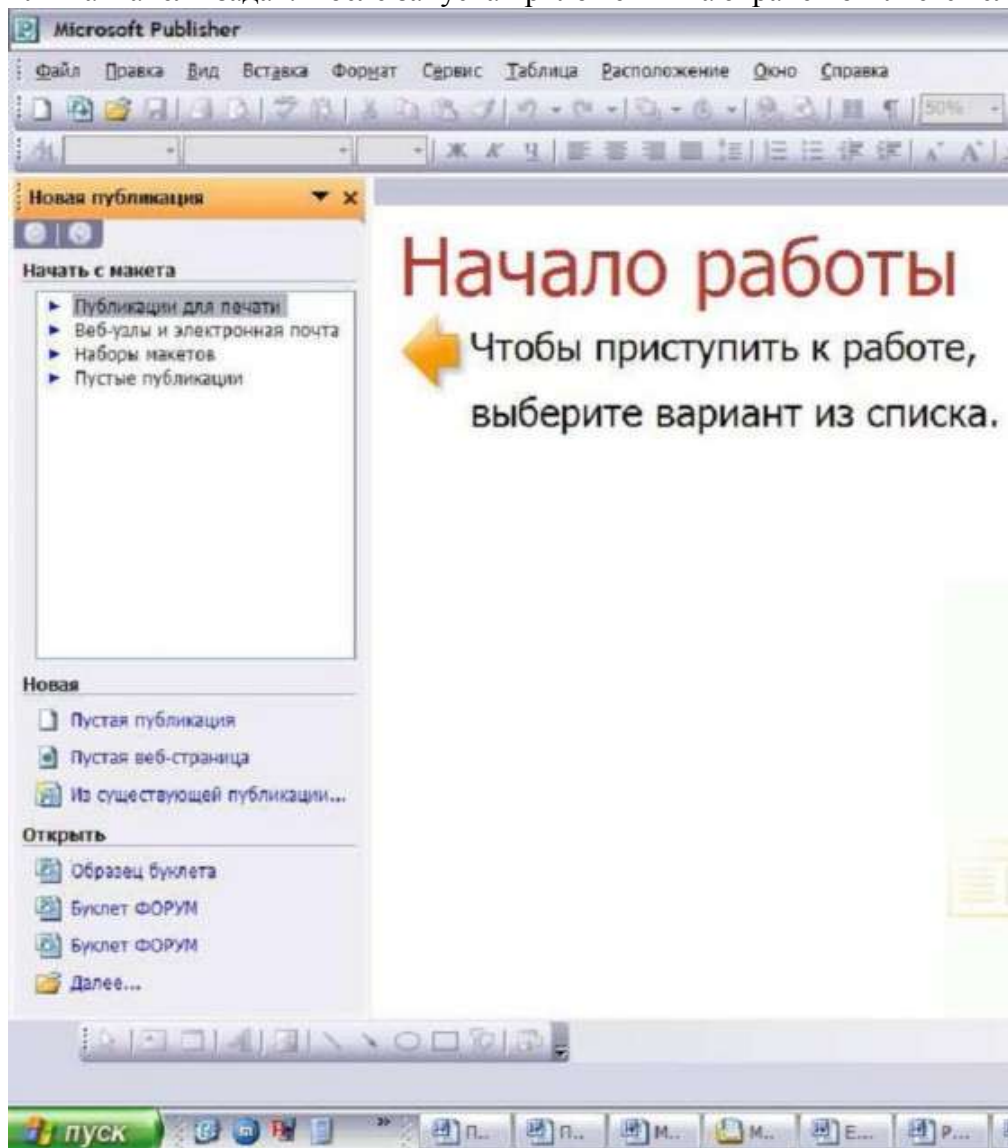 Microsoft Publisher
Файл Правка Вид Вставка Формат Сервис Таблица Расположение Окно Справка
50%
Ж К Ч
Новая публикация
Начать с макета
Публикации для печати
Веб-узлы и электронная почта
Наборы макетов
Пустые публикации
Начало работы
Чтобы приступить к работе,
выберите вариант из списка.
Новая
Пустая публикация
Пустая веб-страница
Из существующей публикации...
Открыть
Образец буклета
Буклет ФОРУМ
Буклет ФОРУМ
Далее...
пуск
П... П... М... М... Е... Р...